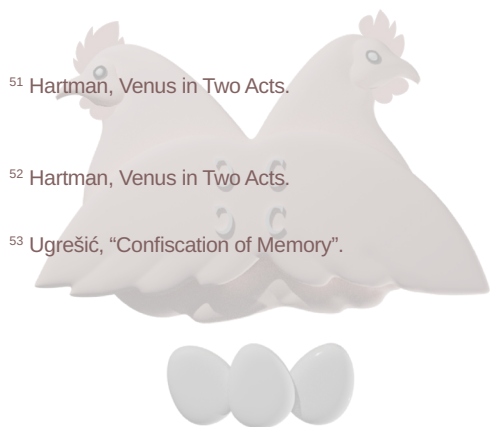 51 Hartman, Venus in Two Acts.
52 Hartman, Venus in Two Acts.
53 Ugrešić, “Confiscation of Memory”.